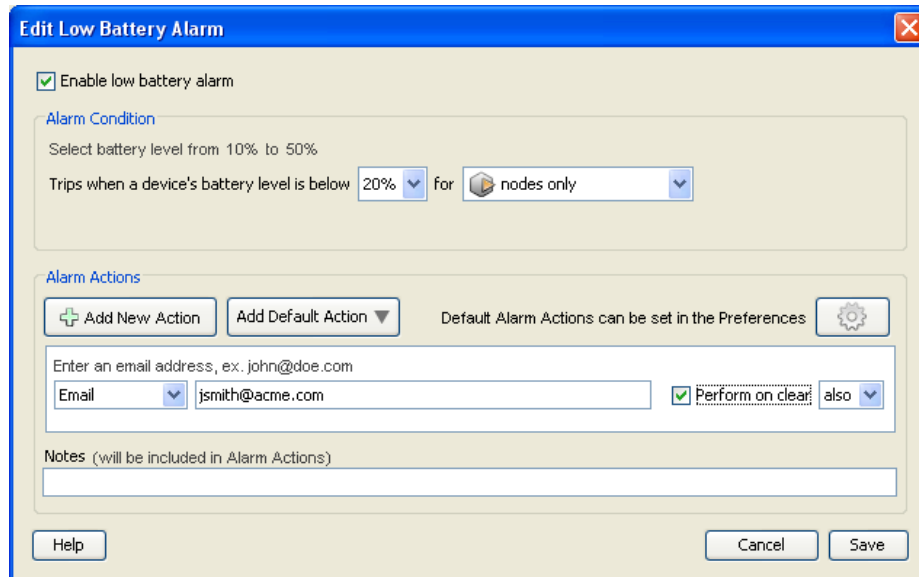 Edit Low Battery Alarm
Enable low battery alarm
Alarm Condition
Select battery level from 10% to 50%
Trips when a device's battery level is below 20% for nodes only
Alarm Actions
Add New Action Add Default Action Default Alarm Actions can be set in the Preferences
Enter an email address, ex. john@doe.com
Email jsmith@acme.com Perform on clear also
Notes (will be included in Alarm Actions)
Help Cancel Save